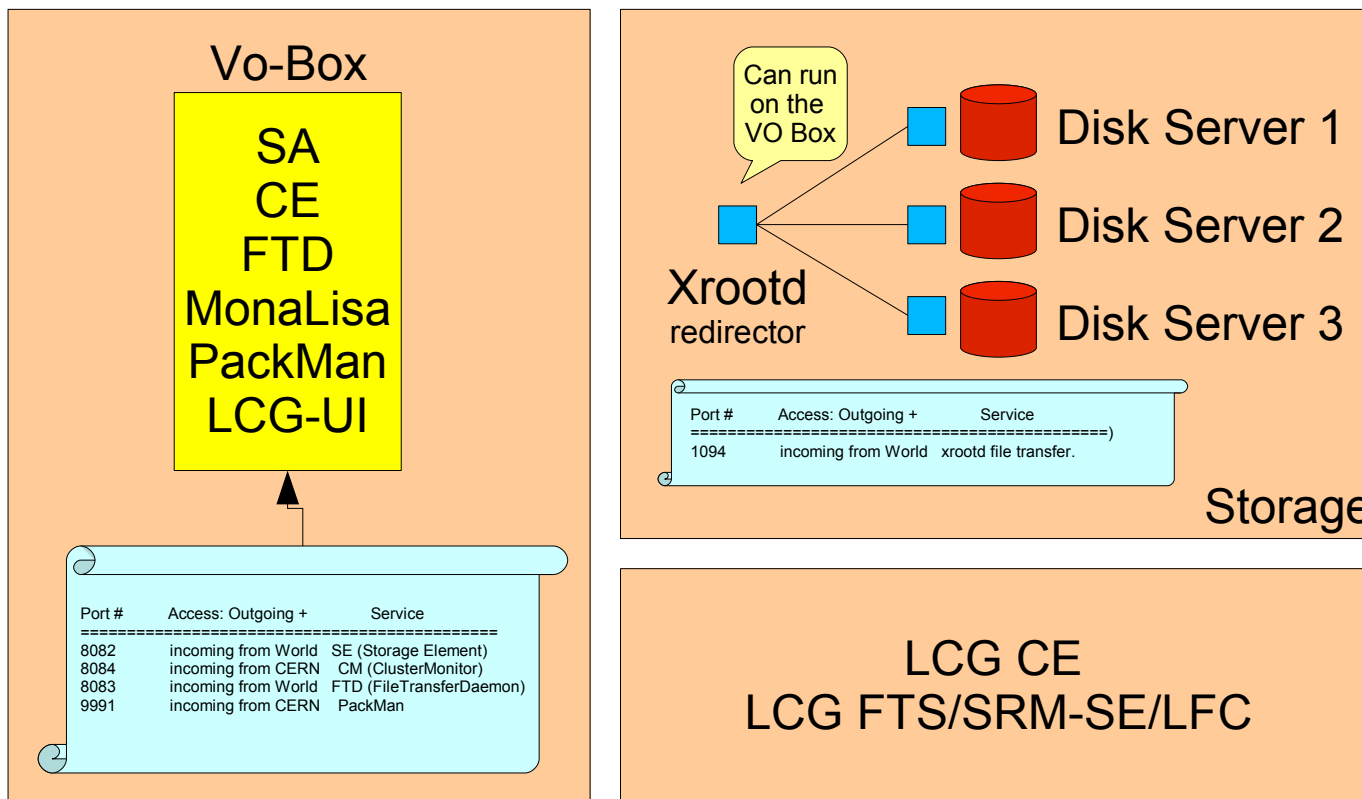 Vo-Box
SA
CE
FTD
MonaLisa
PackMan
LCG-UI
Port # Access: Outgoing + Service
=============================================
8082 incoming from World SE (Storage Element)
8084 incoming from CERN CM (ClusterMonitor)
8083 incoming from World FTD (FileTransferDaemon)
9991 incoming from CERN PackMan
Can run
on the
VO Box
Disk Server 1
Disk Server 2
Disk Server 3
Xrootd
redirector
Port # Access: Outgoing + Service
=============================================)
1094 incoming from World xrootd file transfer.
Storage
LCG CE
LCG FTS/SRM-SE/LFC